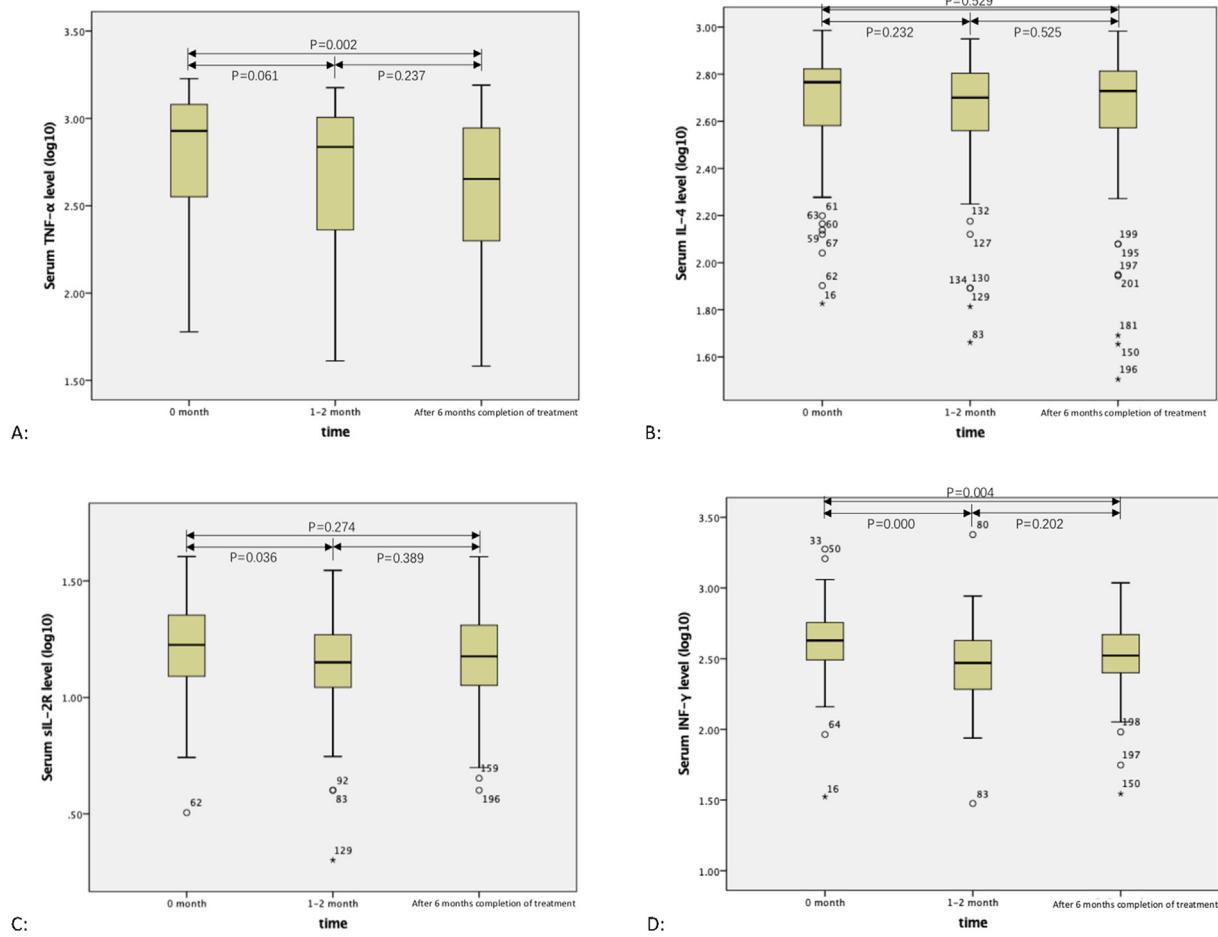 3.50
P=0.002
P=0.061
P=0.237
3.00
2.50
2.00
1.50
Serum TNF-α level (log10)
0 month
1-2 month
After 6 months completion of treatment
time
A:
P=0.529
3.00
P=0.232
P=0.525
2.80
2.60
2.40
2.20
2.00
1.80
1.60
Serum IL-4 level (log10)
61
63
60
59
67
62
16
132
127
134
130
129
83
199
195
197
201
181
150
196
0 month
1-2 month
After 6 months completion of treatment
time
B:
P=0.274
P=0.036
P=0.389
1.50
1.00
.50
Serum sIL-2R level (log10)
62
92
83
129
159
196
0 month
1-2 month
After 6 months completion of treatment
time
C:
P=0.004
3.50
P=0.000
80
P=0.202
33
50
3.00
2.50
2.00
1.50
1.00
Serum INF-γ level (log10)
64
16
83
198
197
150
0 month
1-2 month
After 6 months completion of treatment
time
D: